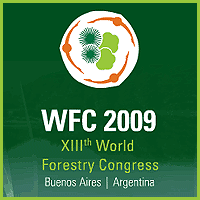 WFC 2009
XIIIth World
Forestry Congress
Buenos Aires | Argentina